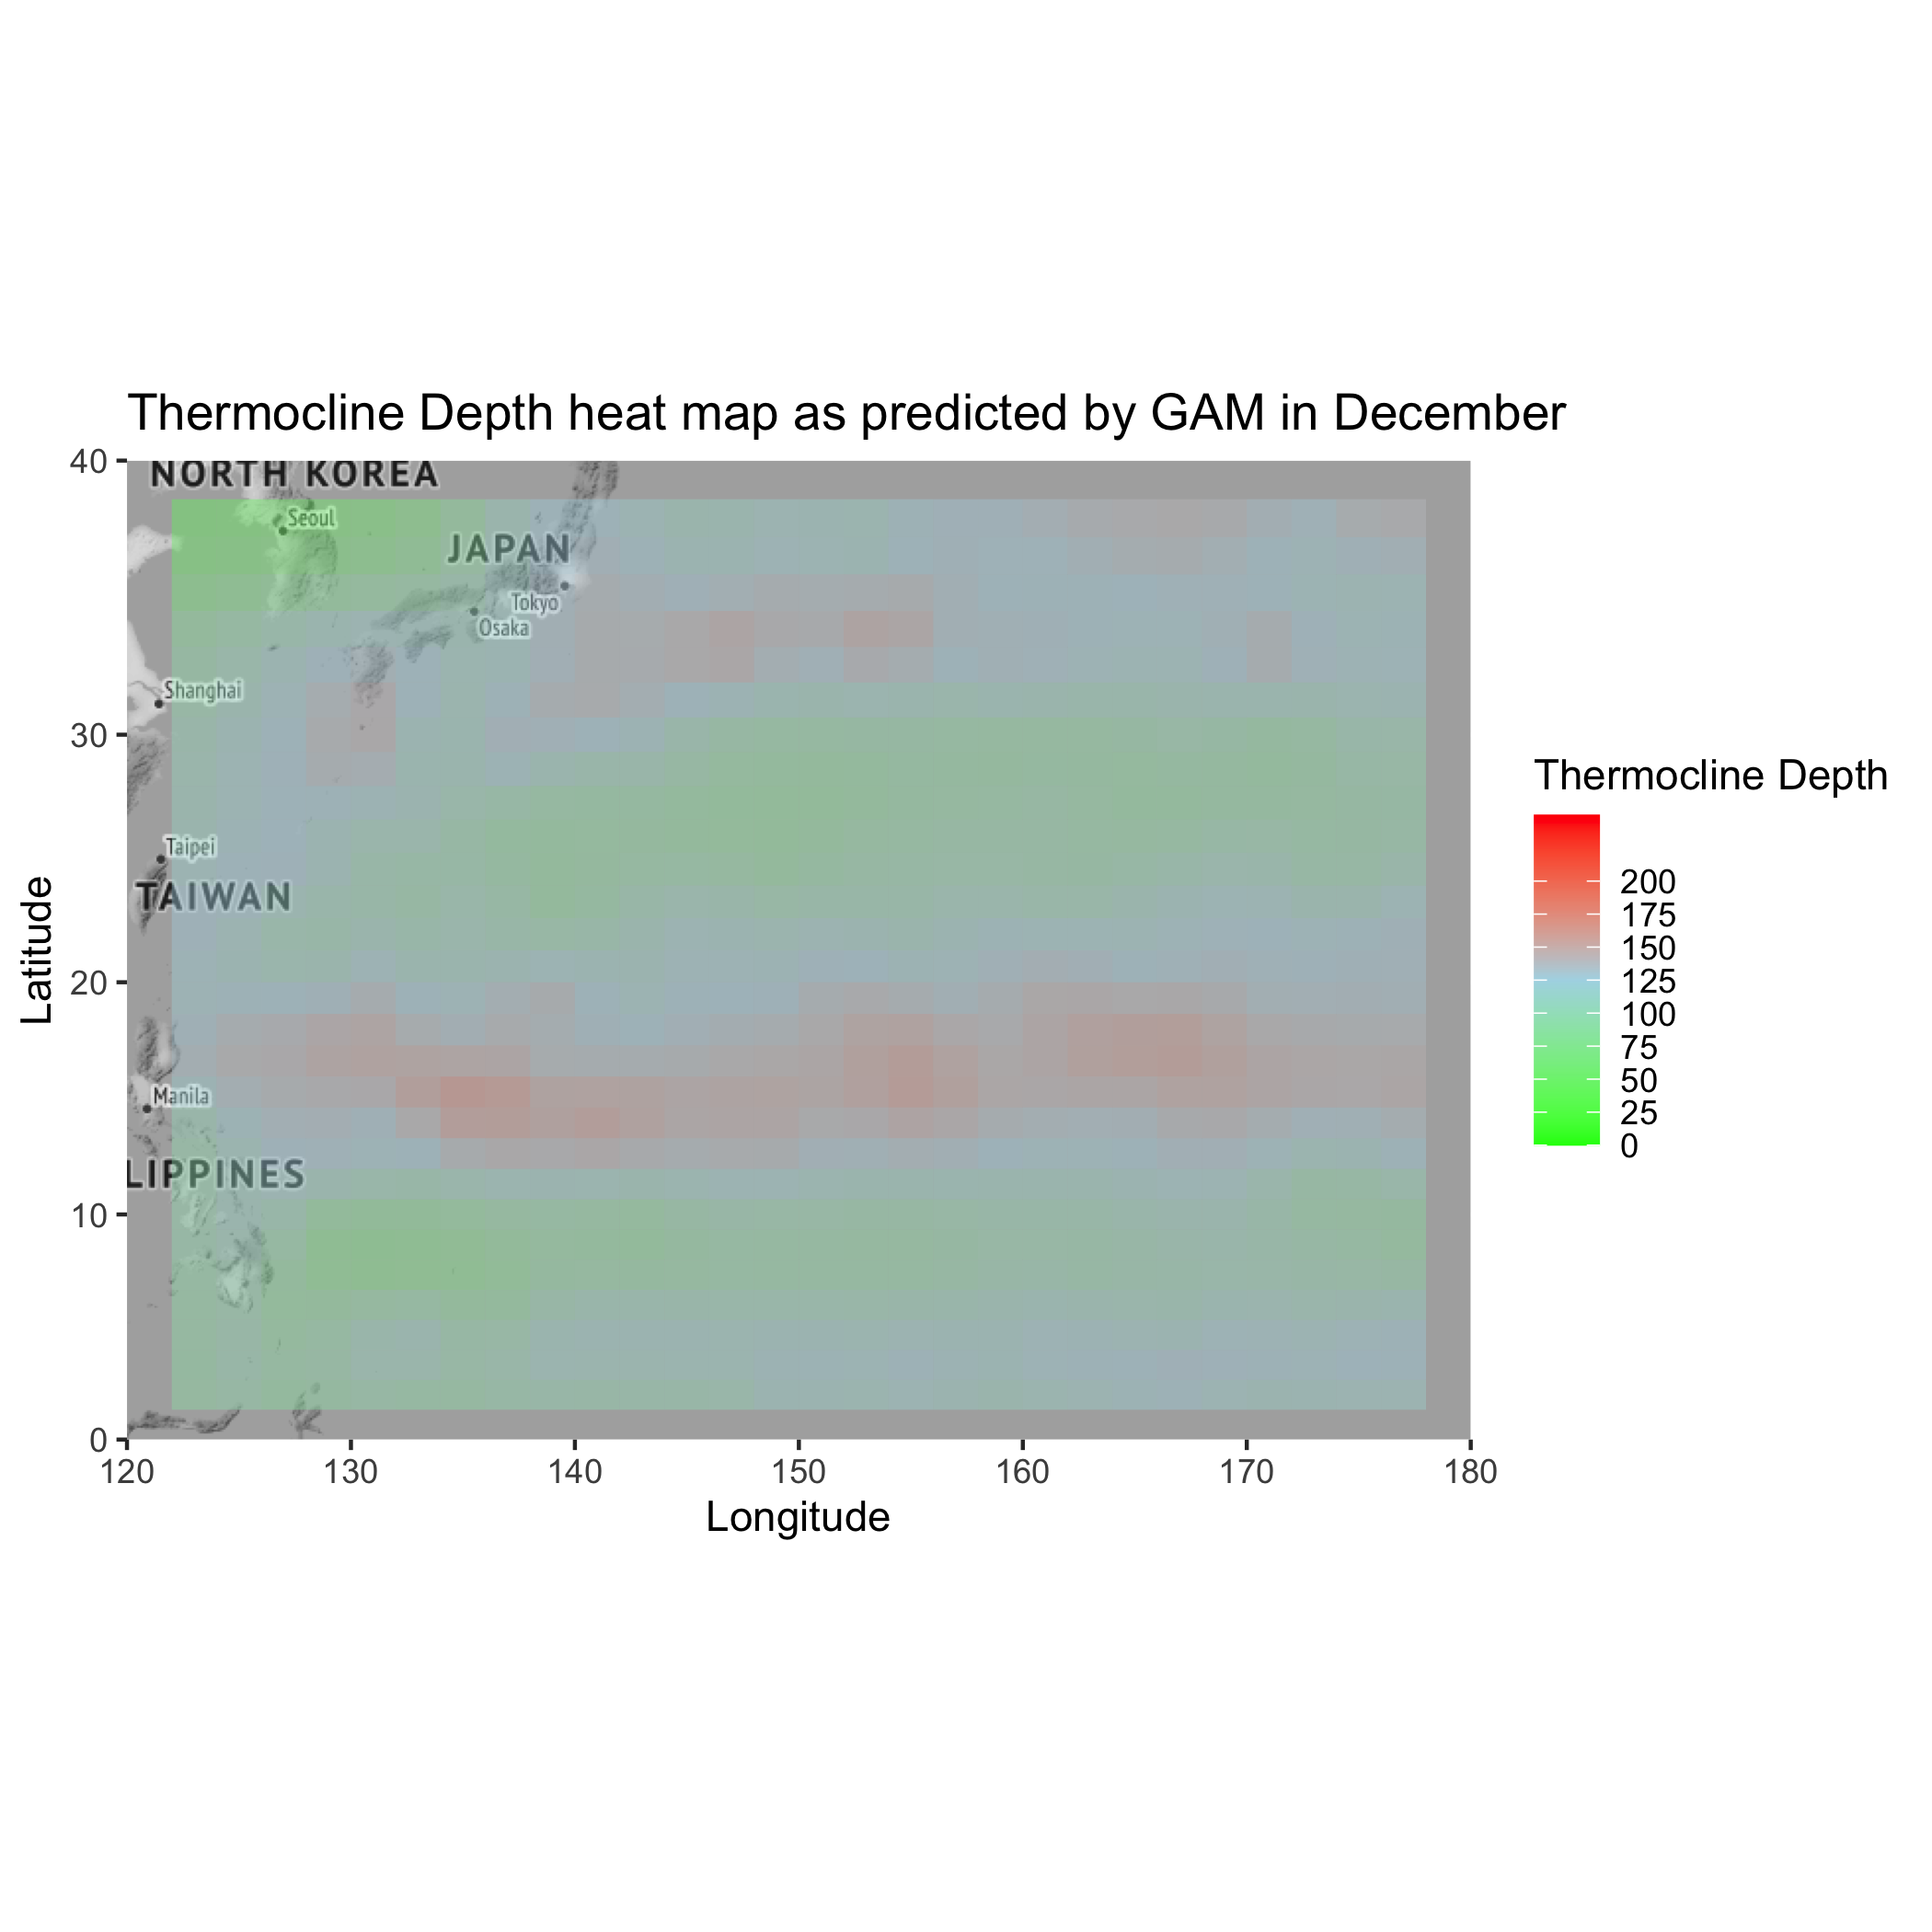 Thermocline Depth heat map as predicted by GAM in December
40
30
20
10
0
Latitude
NORTH KOREA
Seoul
JAPAN
Tokyo
Osaka
Shanghai
Taipei
TAIWAN
Manila
LIPPINES
120 130 140 150 160 170 180
Longitude
Thermocline Depth
200
175
150
125
100
75
50
25
0